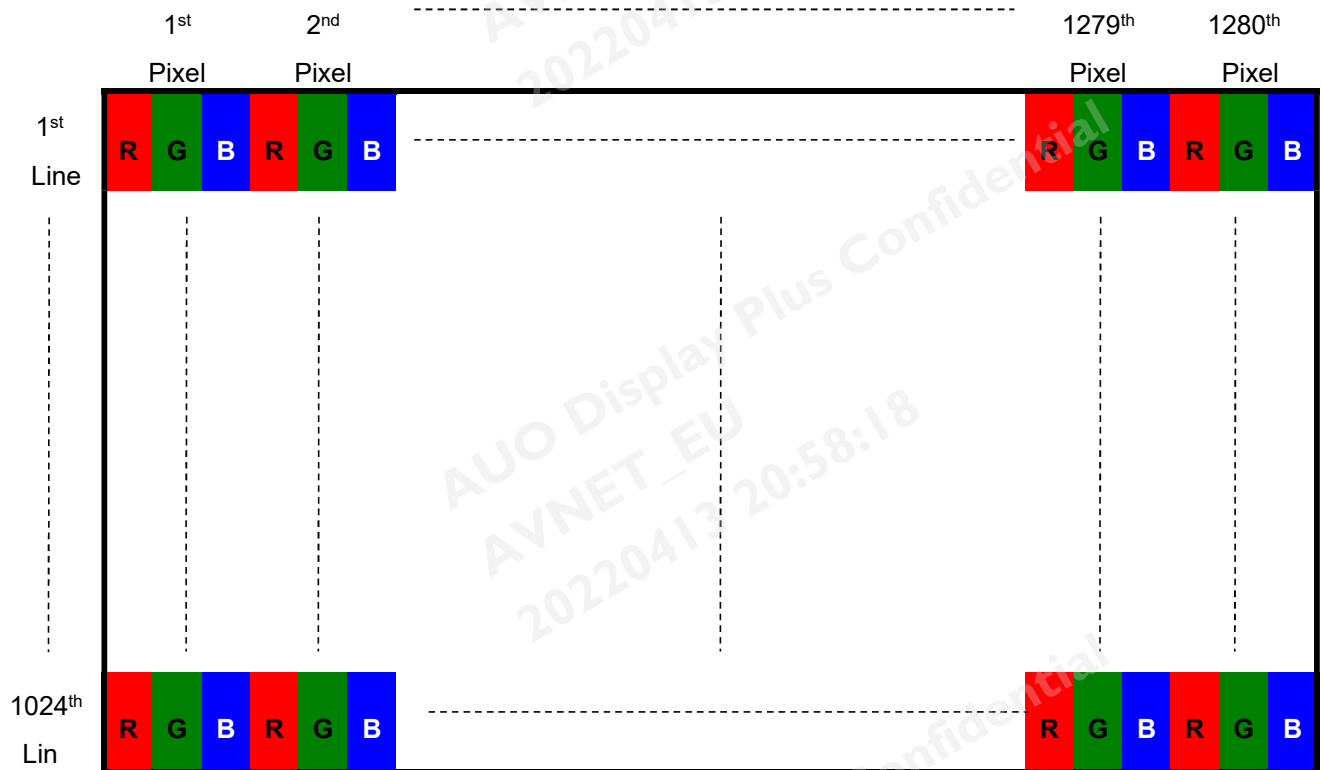 1st 2nd 1279th 1280th
Pixel Pixel Pixel Pixel
1st
Line
R G B R G B R G B R G B
AUO Display Plus Confidential
AVNET_EU
20220413 20:58:18
1024th
Lin
R G B R G B R G B R G B